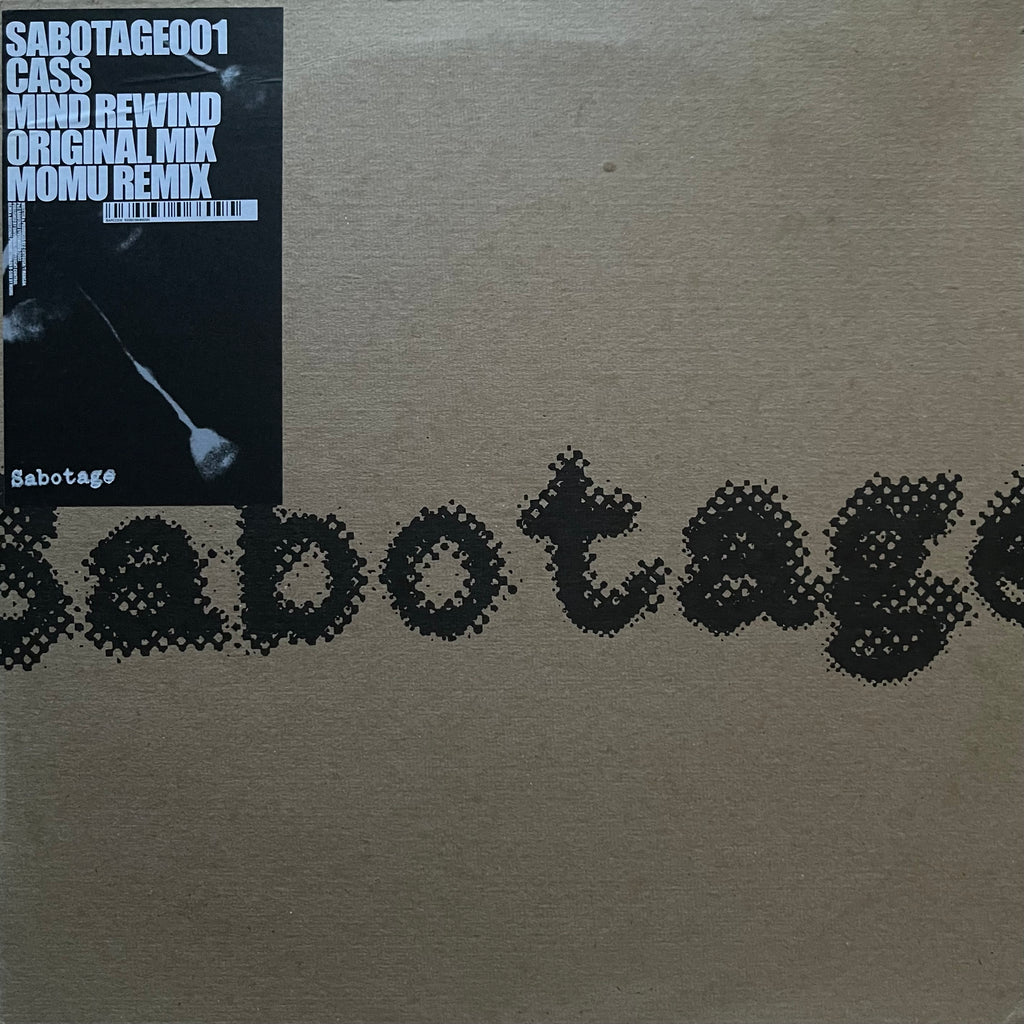 SABOTAGE001
CASS
MIND REWIND
ORIGINAL MIX
MOMU REMIX
Sabotage
Sabotage